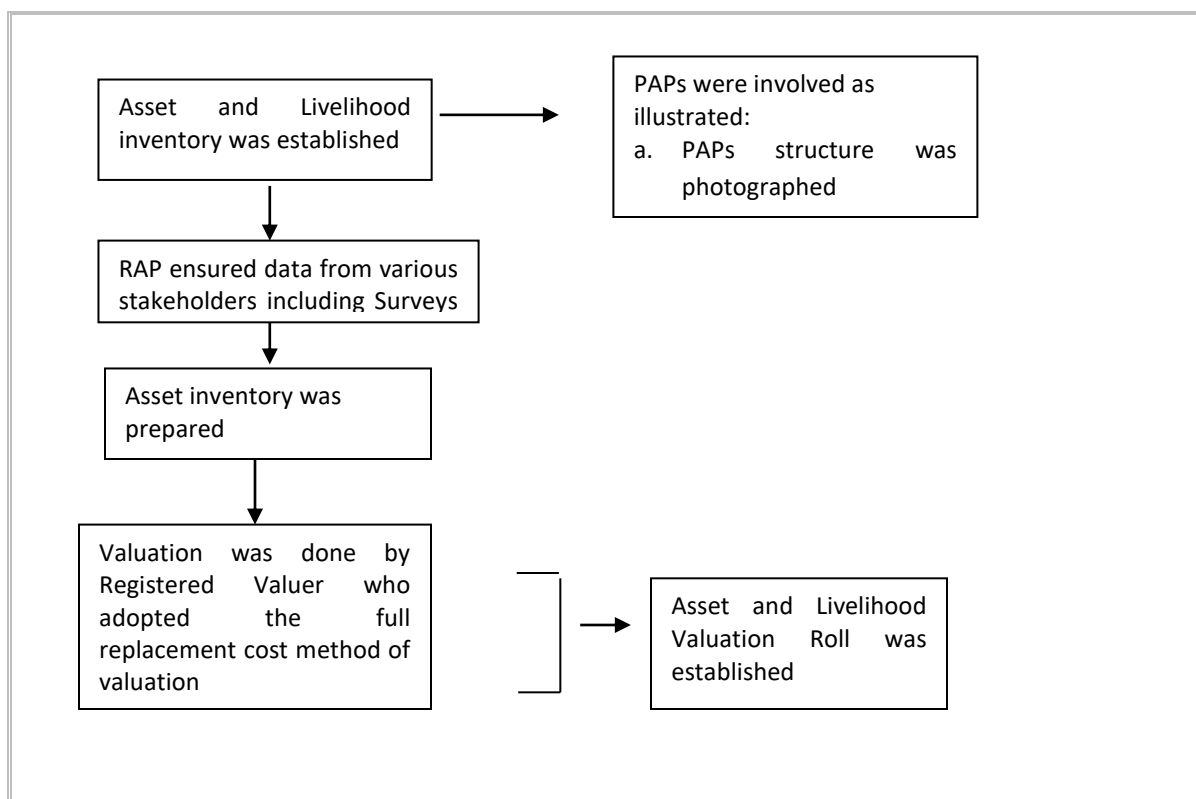 Asset and Livelihood
inventory was established
PAPs were involved as
illustrated:
a. PAPs structure was
photographed
RAP ensured data from various
stakeholders including Surveys
Asset inventory was
prepared
Valuation was done by
Registered Valuer who
adopted the full
replacement cost method of
valuation
Asset and Livelihood
Valuation Roll was
established